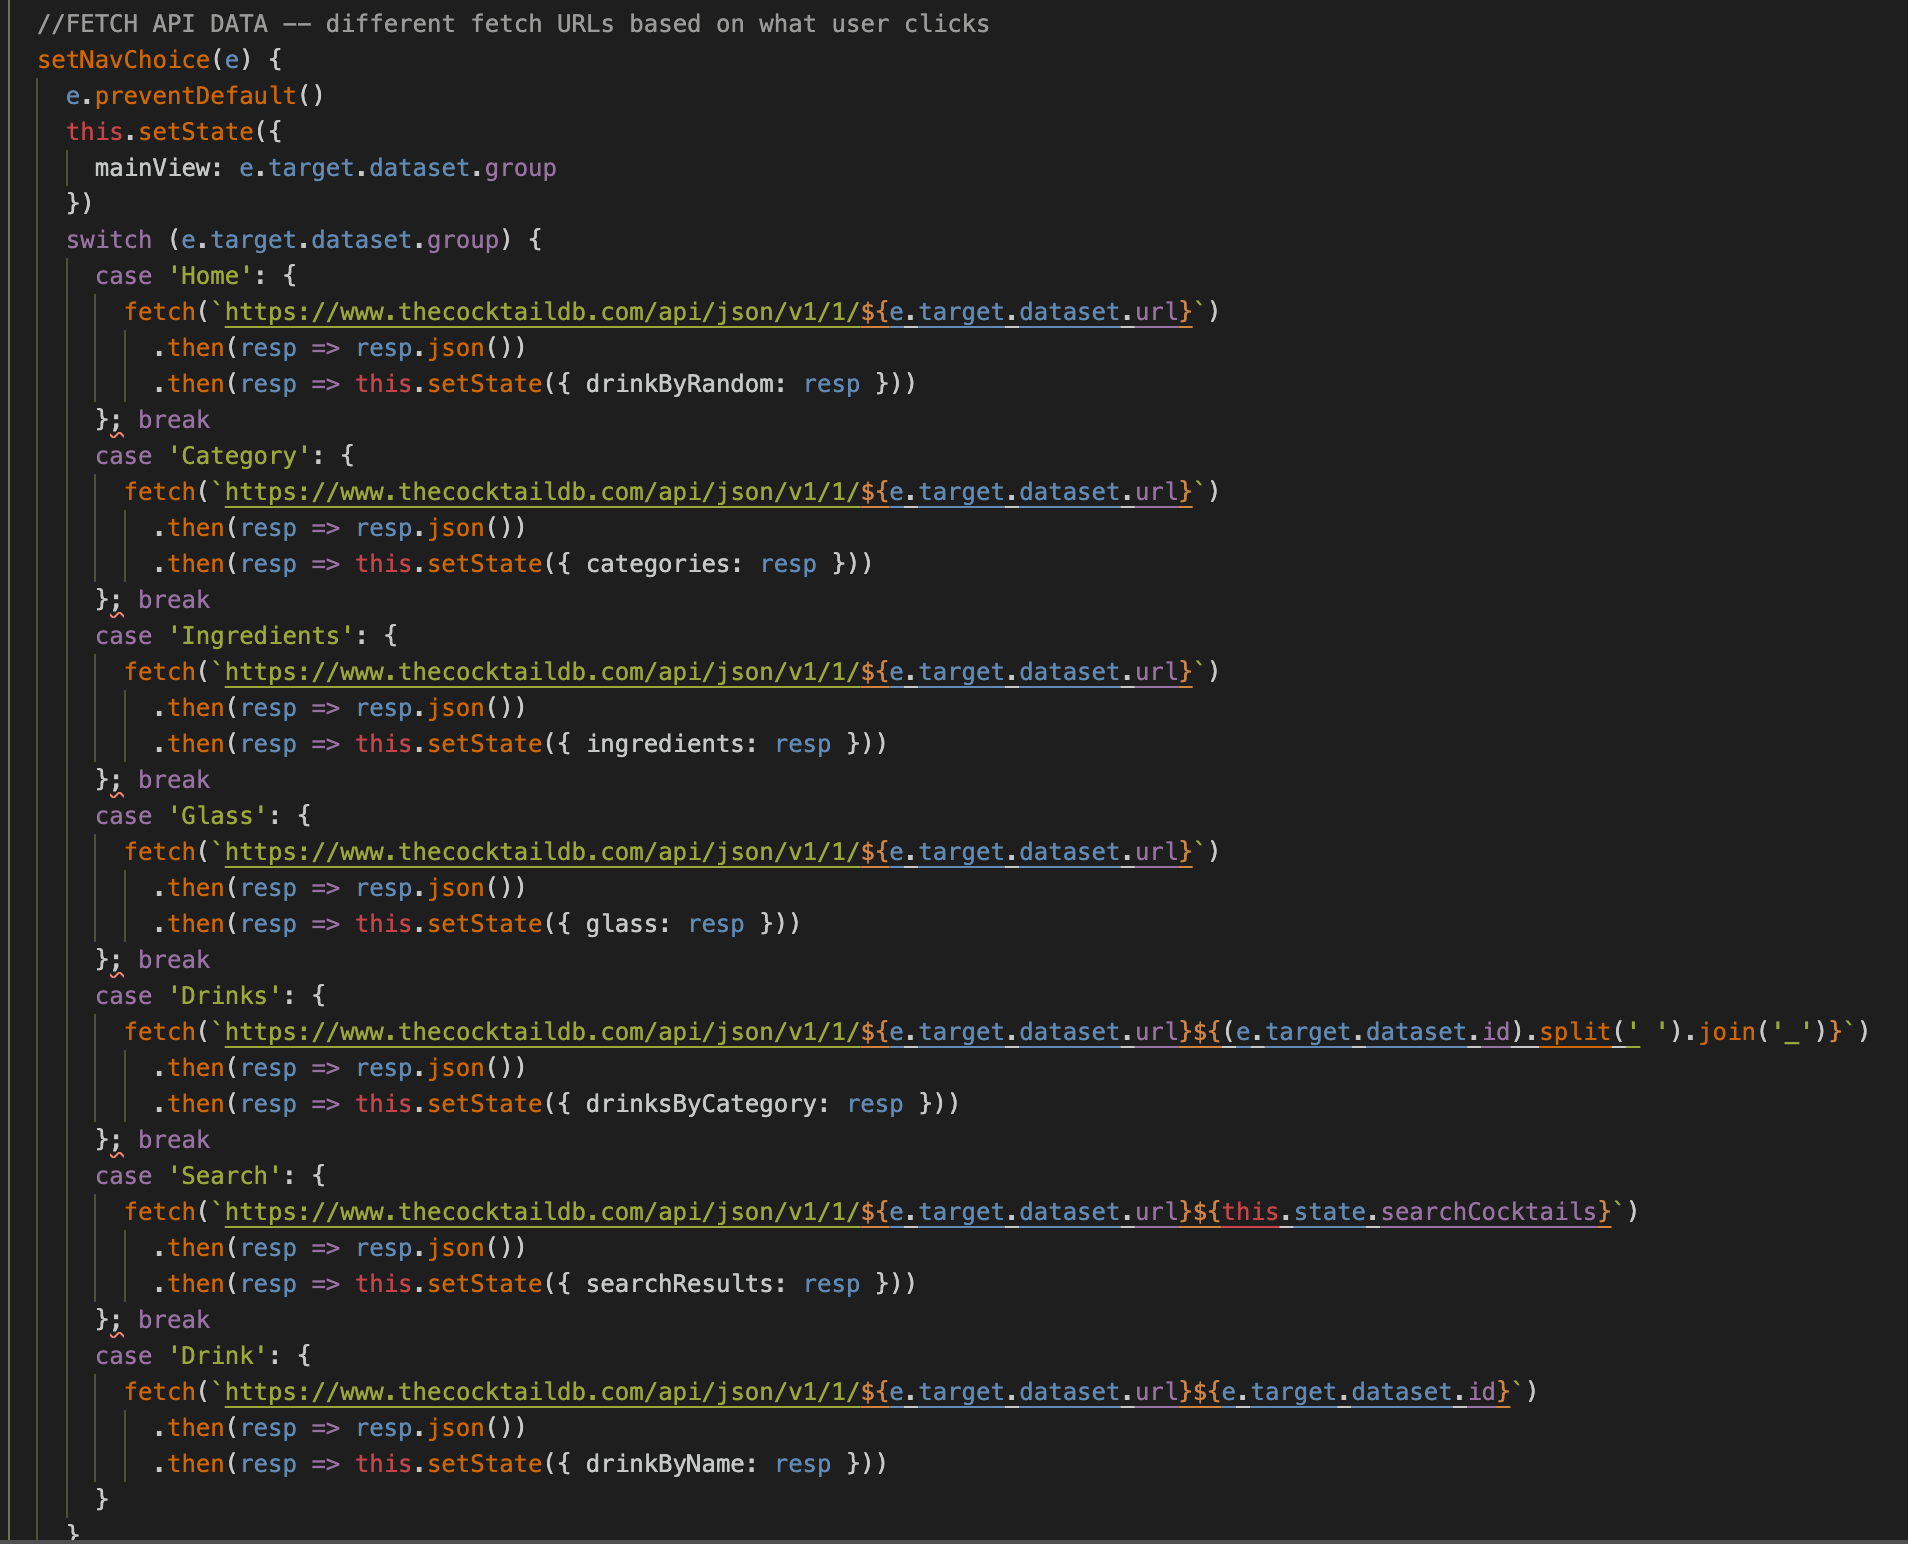 //FETCH API DATA -- different fetch URLs based on what user clicks
setNavChoice(e) {
e.preventDefault()
this.setState({
mainView: e.target.dataset.group
})
switch (e.target.dataset.group) {
case 'Home': {
fetch(`https://www.thecocktaildb.com/api/json/v1/1/${e.target.dataset.url}`)
.then(resp => resp.json())
.then(resp => this.setState({ drinkByRandom: resp }))
}; break
case 'Category': {
fetch(`https://www.thecocktaildb.com/api/json/v1/1/${e.target.dataset.url}`)
.then(resp => resp.json())
.then(resp => this.setState({ categories: resp }))
}; break
case 'Ingredients': {
fetch(`https://www.thecocktaildb.com/api/json/v1/1/${e.target.dataset.url}`)
.then(resp => resp.json())
.then(resp => this.setState({ ingredients: resp }))
}; break
case 'Glass': {
fetch(`https://www.thecocktaildb.com/api/json/v1/1/${e.target.dataset.url}`)
.then(resp => resp.json())
.then(resp => this.setState({ glass: resp }))
}; break
case 'Drinks': {
fetch(`https://www.thecocktaildb.com/api/json/v1/1/${e.target.dataset.url}${(e.target.dataset.id).split(' ').join('_')}`)
.then(resp => resp.json())
.then(resp => this.setState({ drinksByCategory: resp }))
}; break
case 'Search': {
fetch(`https://www.thecocktaildb.com/api/json/v1/1/${e.target.dataset.url}${this.state.searchCocktails}`)
.then(resp => resp.json())
.then(resp => this.setState({ searchResults: resp }))
}; break
case 'Drink': {
fetch(`https://www.thecocktaildb.com/api/json/v1/1/${e.target.dataset.url}${e.target.dataset.id}`)
.then(resp => resp.json())
.then(resp => this.setState({ drinkByName: resp }))
}
}